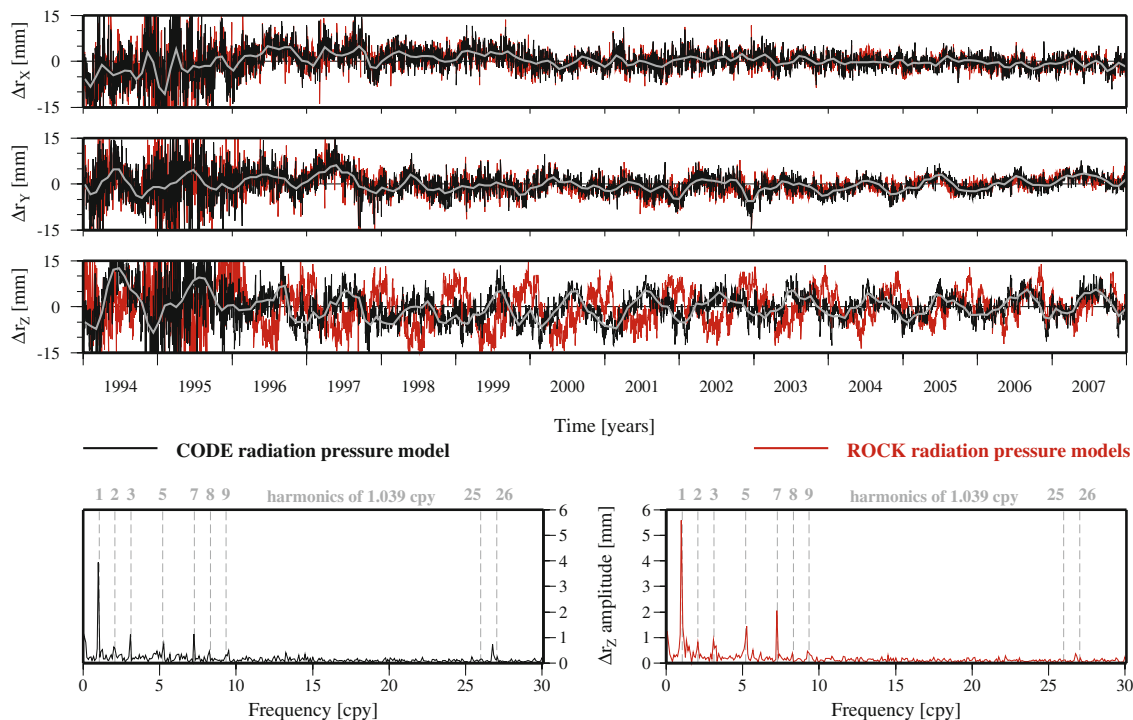 15
0
-15
Δr_X [mm]
15
0
-15
Δr_Y [mm]
15
0
-15
Δr_Z [mm]
1994 1995 1996 1997 1998 1999 2000 2001 2002 2003 2004 2005 2006 2007
Time [years]
CODE radiation pressure model
ROCK radiation pressure models
1 2 3 5 7 8 9 harmonics of 1.039 cpy 25 26
6
5
4
3
2
1
0
0 5 10 15 20 25 30
Frequency [cpy]
Δr_Z amplitude [mm]
1 2 3 5 7 8 9 harmonics of 1.039 cpy 25 26
6
5
4
3
2
1
0
0 5 10 15 20 25 30
Frequency [cpy]